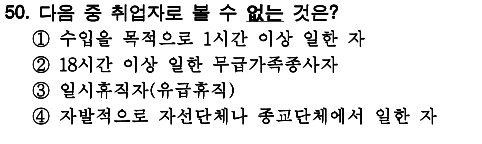 50. 다음 중 취업자로 볼 수 없는 것은?
① 수입을 목적으로 1시간 이상 일한 자
② 18시간 이상 일한 무급가족종사자
③ 일시휴직자(유급휴직)
④ 자발적으로 자선단체나 종교단체에서 일한 자